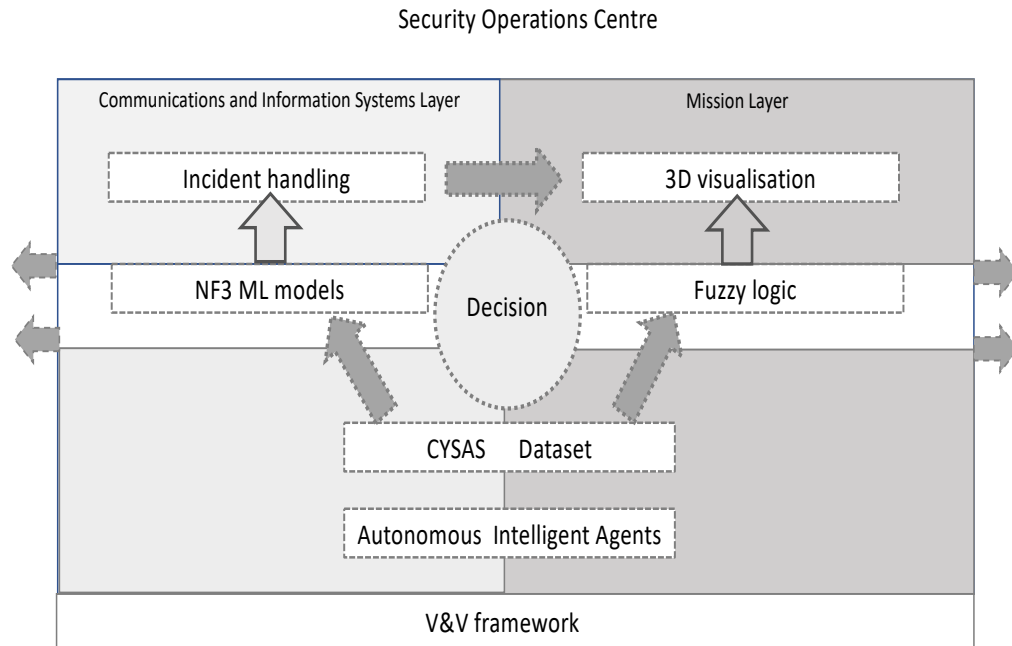 Security Operations Centre
Communications and Information Systems Layer
Mission Layer
Incident handling
3D visualisation
NF3 ML models
Decision
Fuzzy logic
CYSAS Dataset
Autonomous Intelligent Agents
V&V framework